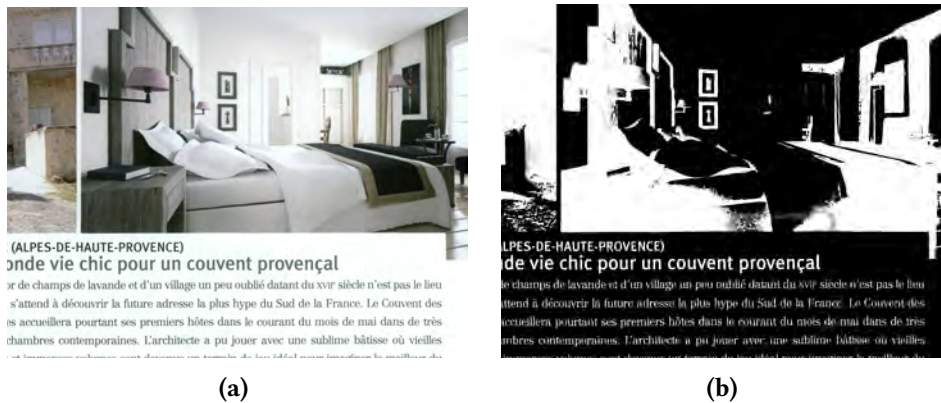 (ALPES-DE-HAUTE-PROVENCE)
onde vie chic pour un couvent provençal
or de champs de lavande et d'un village un peu oublié datant du siècle n'est pas le lieu
s'attend à découvrir la future adresse la plus hype du Sud de la France. Le Couvent des
es accueillera pourtant ses premiers hôtes dans le courant du mois de mai dans de très
chambres contemporaines. L'architecte a pu jouer avec une sublime bâtisse où vieilles
(a)
ALPES-DE-HAUTE-PROVENCE)
de vie chic pour un couvent provençal
de champs de lavande et d'un village un peu oublié datant du siècle n'est pas le lieu
attend à découvrir la future adresse la plus hype du Sud de la France. Le Couvent des
accueillera pourtant ses premiers hôtes dans le courant du mois de mai dans de très
ambres contemporaines. L'architecte a pu jouer avec une sublime bâtisse où vieilles
(b)